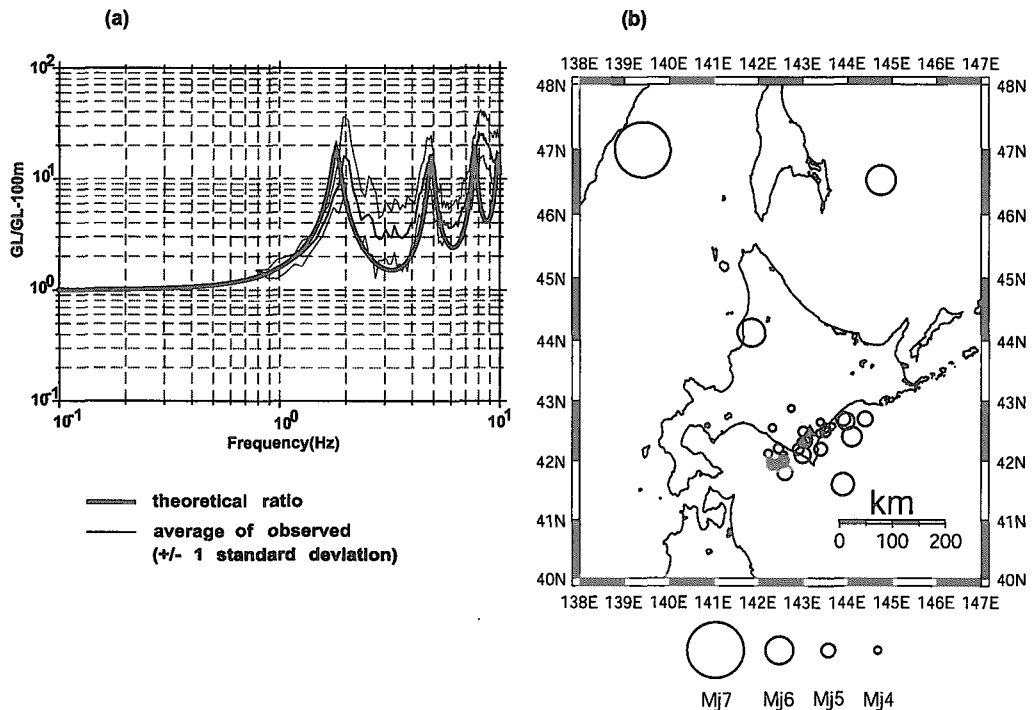 (a)
10²
10¹
10⁰
10⁻¹
GL/GL-100m
10⁻¹ 10⁰ 10¹
Frequency(Hz)
theoretical ratio
average of observed
(+/- 1 standard deviation)
(b)
138E 139E 140E 141E 142E 143E 144E 145E 146E 147E
48N 48N
47N 47N
46N 46N
45N 45N
44N 44N
43N 43N
42N 42N
41N 41N
40N 40N
km
0 100 200
138E 139E 140E 141E 142E 143E 144E 145E 146E 147E
Mj7 Mj6 Mj5 Mj4